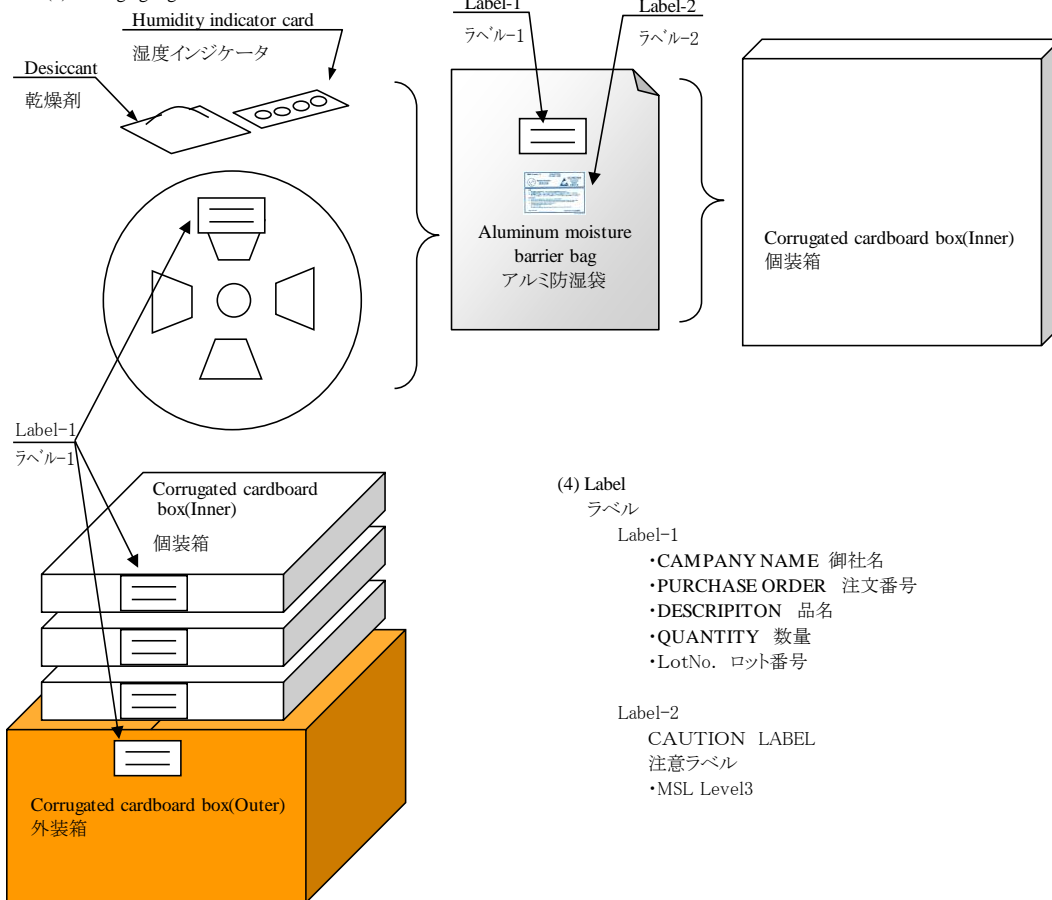 Humidity indicator card
湿度インジケータ
Desiccant
乾燥剤
Label-1
ラベル-1
Label-2
ラベル-2
Aluminum moisture
barrier bag
アルミ防湿袋
Corrugated cardboard box(Inner)
個装箱
Label-1
ラベル-1
Corrugated cardboard
box(Inner)
個装箱
Corrugated cardboard box(Outer)
外装箱
(4) Label
ラベル
Label-1
・CAMPANY NAME 御社名
・PURCHASE ORDER 注文番号
・DESCRIPITON 品名
・QUANTITY 数量
・LotNo. ロット番号
Label-2
CAUTION LABEL
注意ラベル
・MSL Level3